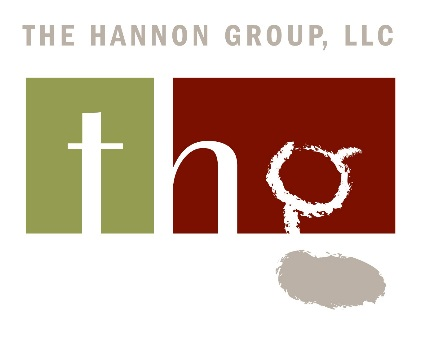 THE HANNON GROUP, LLC
thg